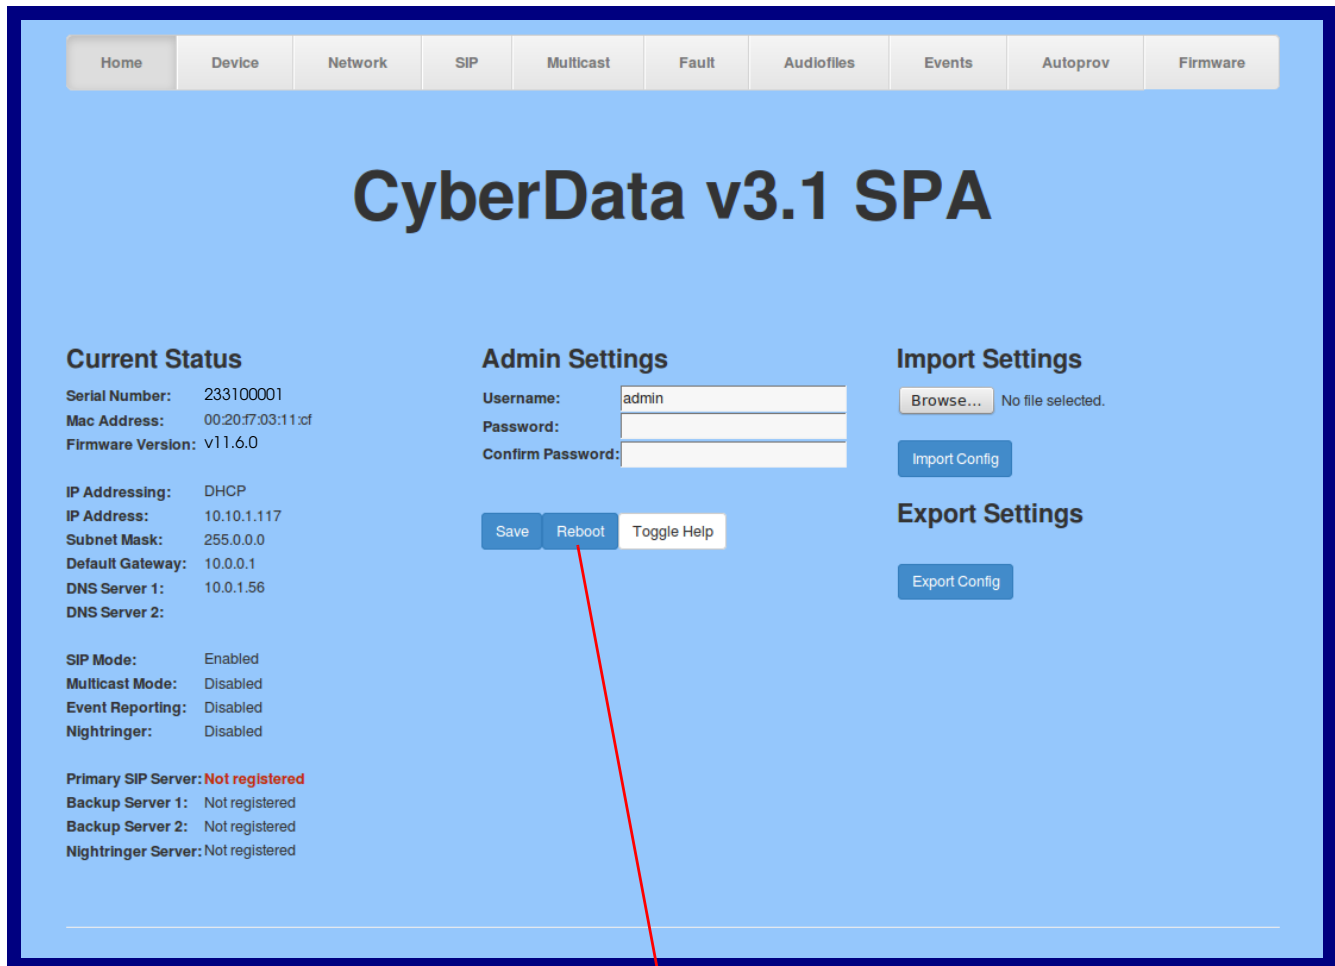 Home Device Network SIP Multicast Fault Audiofiles Events Autoprov Firmware
CyberData v3.1 SPA
Current Status
Serial Number: 233100001
Mac Address: 00:20:f7:03:11:cf
Firmware Version: v11.6.0
IP Addressing: DHCP
IP Address: 10.10.1.117
Subnet Mask: 255.0.0.0
Default Gateway: 10.0.0.1
DNS Server 1: 10.0.1.56
DNS Server 2:
SIP Mode: Enabled
Multicast Mode: Disabled
Event Reporting: Disabled
Nightringer: Disabled
Primary SIP Server: Not registered
Backup Server 1: Not registered
Backup Server 2: Not registered
Nightringer Server: Not registered
Admin Settings
Username: admin
Password:
Confirm Password:
Save Reboot Toggle Help
Import Settings
Browse... No file selected.
Import Config
Export Settings
Export Config